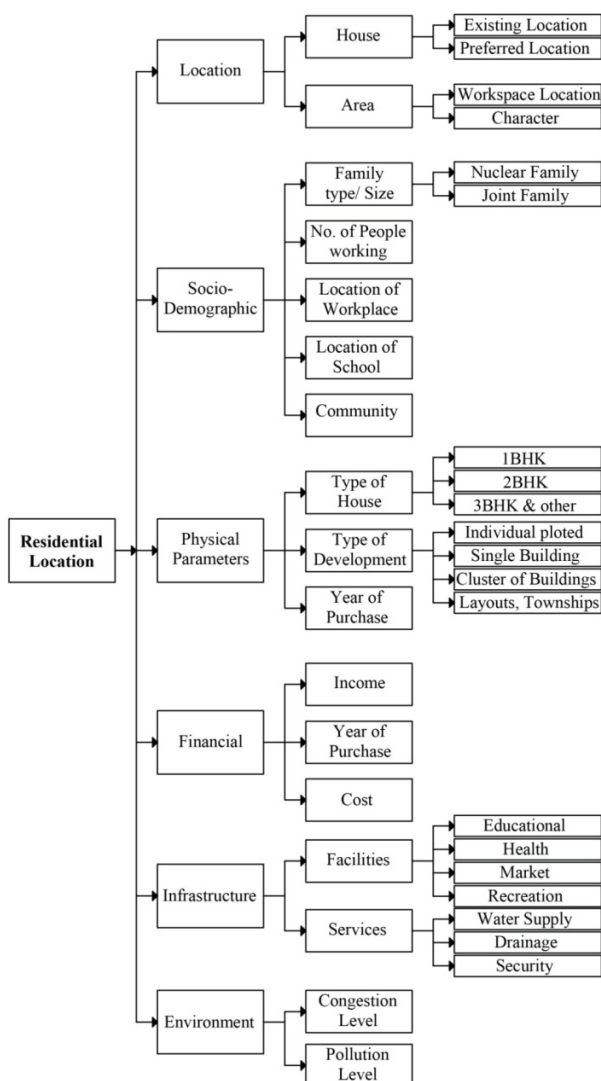 House
Existing Location
Preferred Location
Location
Area
Workspace Location
Character
Family
type/ Size
Nuclear Family
Joint Family
No. of People
working
Socio-
Demographic
Location of
Workplace
Location of
School
Community
Type of
House
1BHK
2BHK
3BHK & other
Residential
Location
Physical
Parameters
Type of
Development
Individual ploted
Single Building
Cluster of Buildings
Layouts, Townships
Year of
Purchase
Income
Financial
Year of
Purchase
Cost
Facilities
Educational
Health
Market
Recreation
Infrastructure
Services
Water Supply
Drainage
Security
Environment
Congestion
Level
Pollution
Level